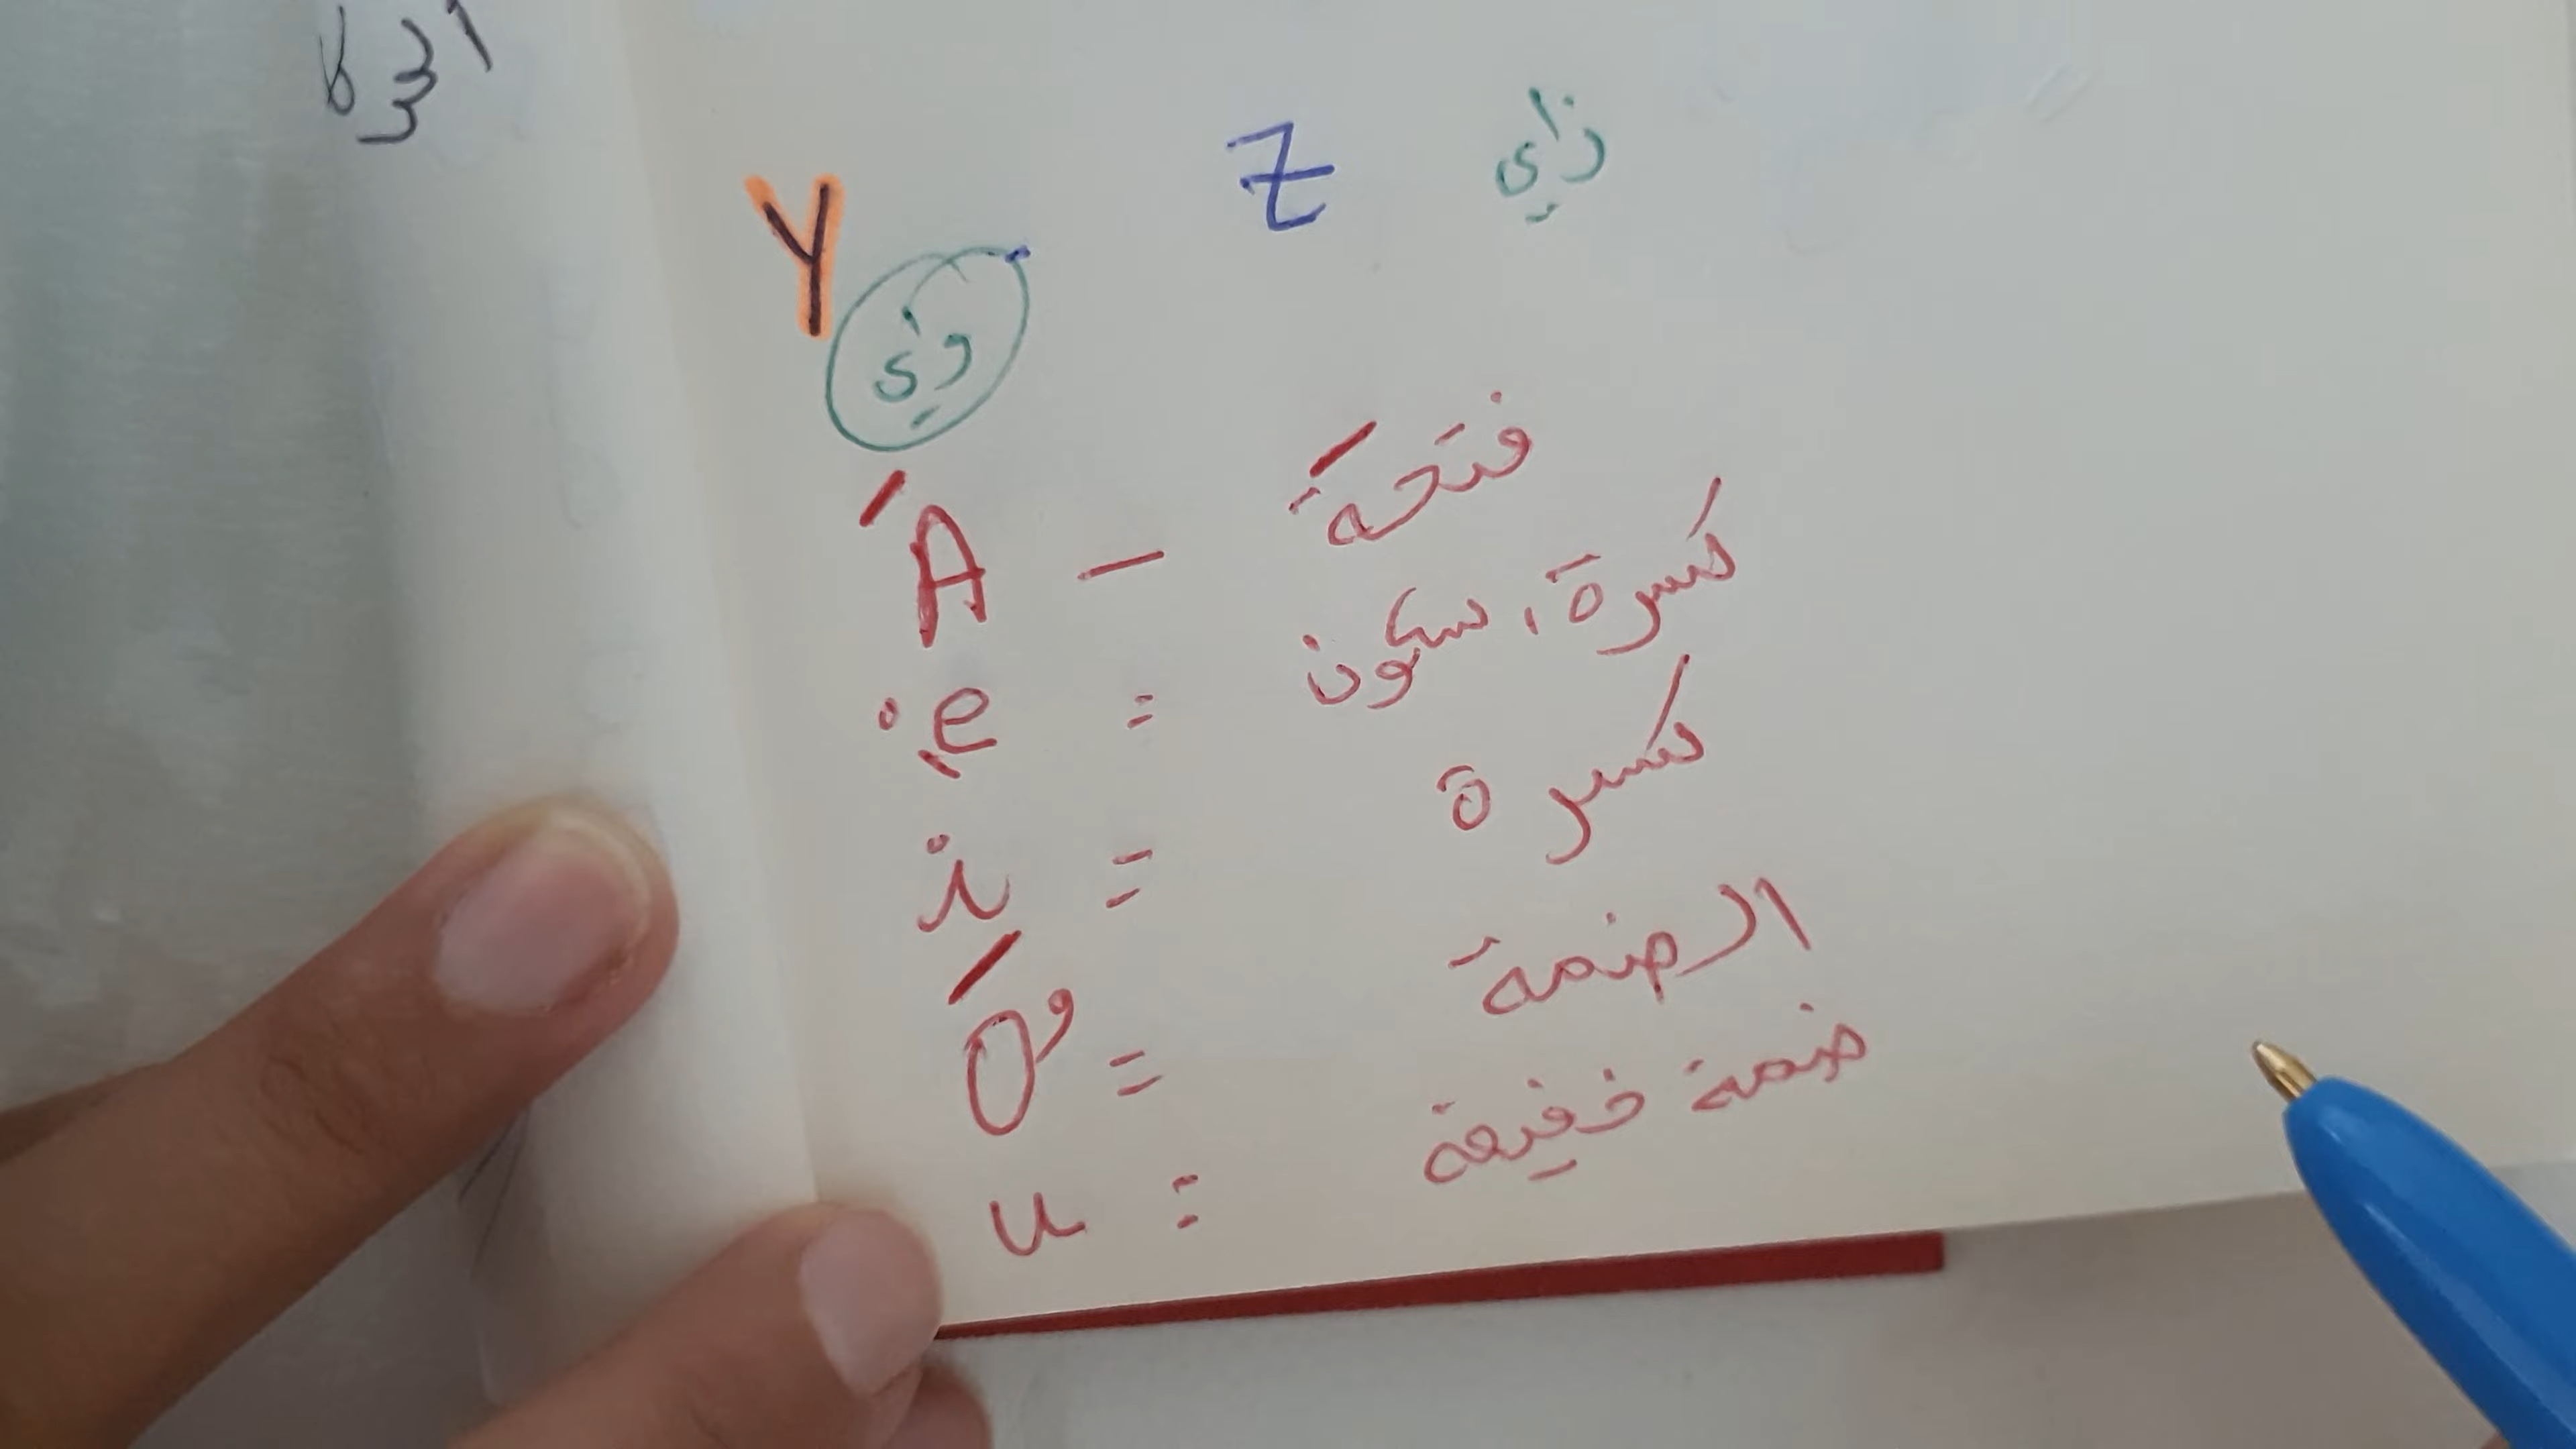 Y واي
Z زاي
A - فتحة
e = كسرة، سكون
i = كسرة
O = الضمة
u = ضمة خفيفة